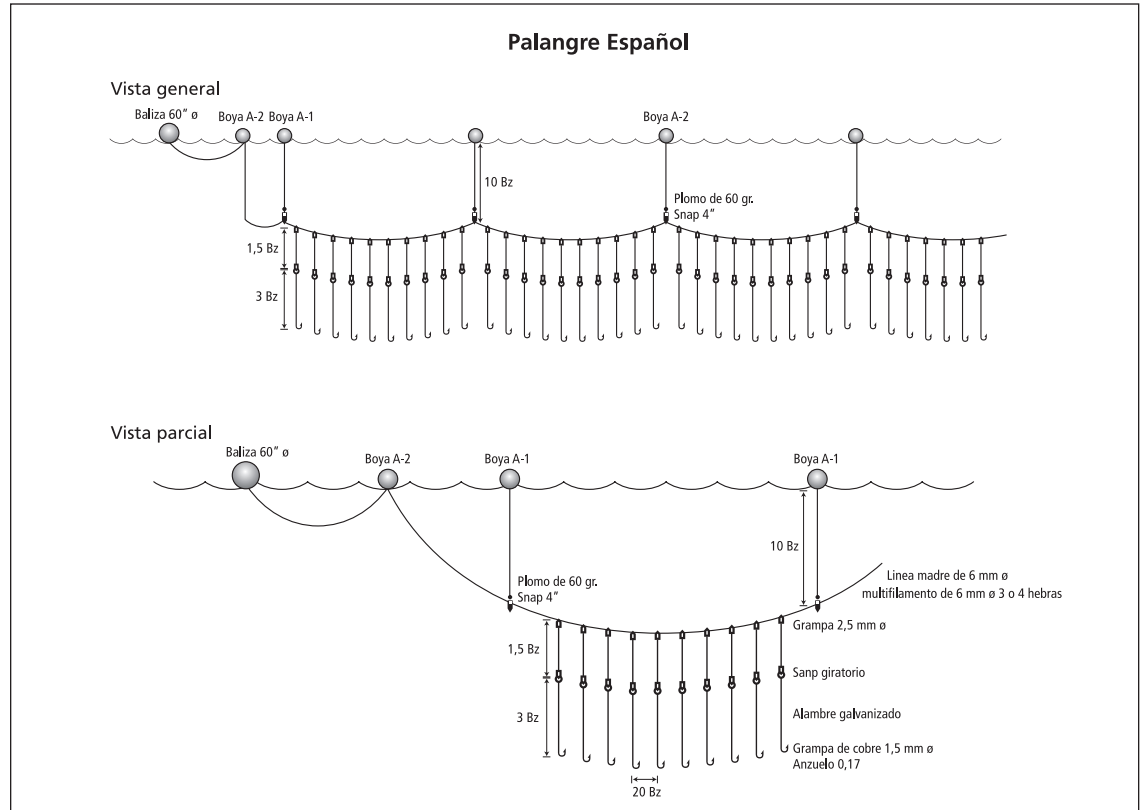 Palangre Español
Vista general
Baliza 60” ø
Boya A-2
Boya A-1
Boya A-2
10 Bz
Plomo de 60 gr.
Snap 4”
1,5 Bz
3 Bz
Vista parcial
Baliza 60” ø
Boya A-2
Boya A-1
Boya A-1
10 Bz
Plomo de 60 gr.
Snap 4”
Linea madre de 6 mm ø
multifilamento de 6 mm ø 3 o 4 hebras
Grampa 2,5 mm ø
1,5 Bz
Sanp giratorio
3 Bz
Alambre galvanizado
Grampa de cobre 1,5 mm ø
Anzuelo 0,17
20 Bz